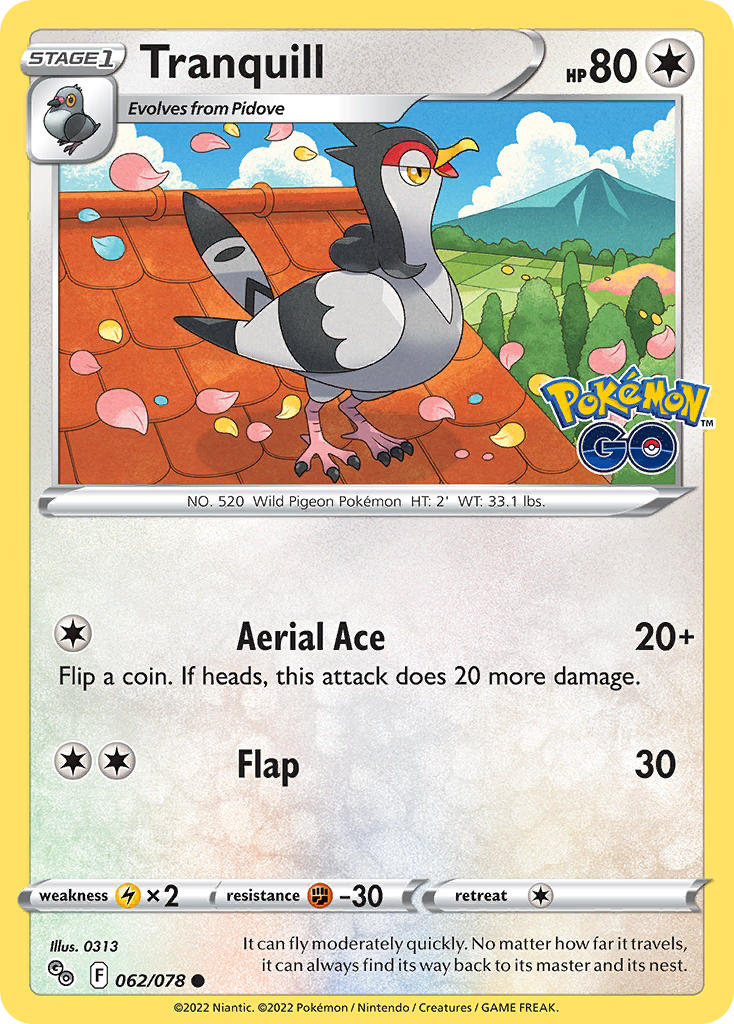 STAGE1
Tranquill
HP80
Evolves from Pidove
POKéMON™
GO
NO. 520 Wild Pigeon Pokémon HT: 2' WT: 33.1 lbs.
Aerial Ace 20+
Flip a coin. If heads, this attack does 20 more damage.
Flap 30
weakness ×2 resistance -30 retreat
Illus. 0313
It can fly moderately quickly. No matter how far it travels,
it can always find its way back to its master and its nest.
GO F 062/078 ●
©2022 Niantic. ©2022 Pokémon / Nintendo / Creatures / GAME FREAK.